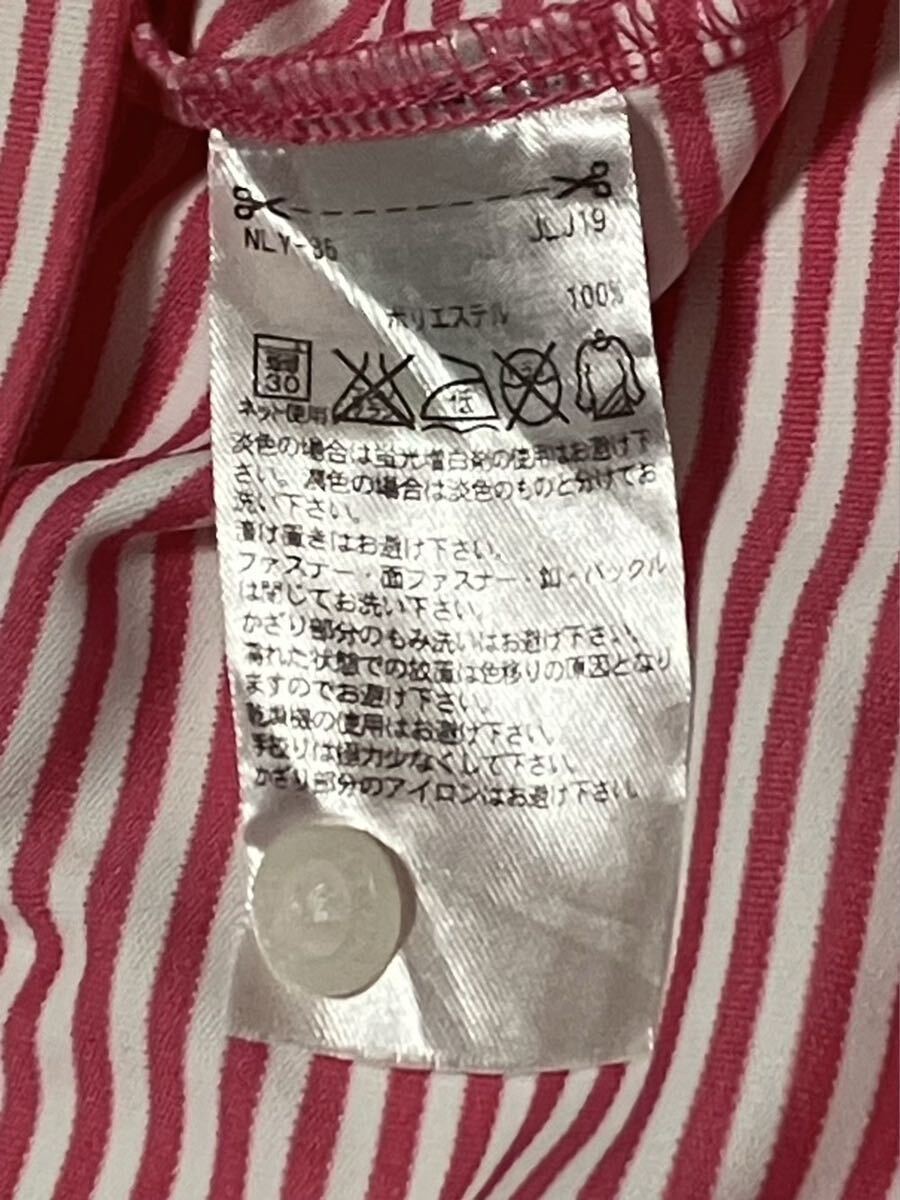 NLY-36 JLJ19
ポリエステル 100%
30
ネット使用
淡色の場合は蛍光増白剤の使用はお避け下
さい。濃色の場合は淡色のものと分けてお
洗い下さい。
漬け置きはお避け下さい。
ファスナー・面ファスナー・釦・バックル
は閉じてお洗い下さい。
かざり部分のもみ洗いはお避け下さい。
濡れた状態での放置は色移りの原因となり
ますのでお避け下さい。
乾燥機の使用はお避け下さい。
手絞りは極力少なくして下さい。
かざり部分のアイロンはお避け下さい。